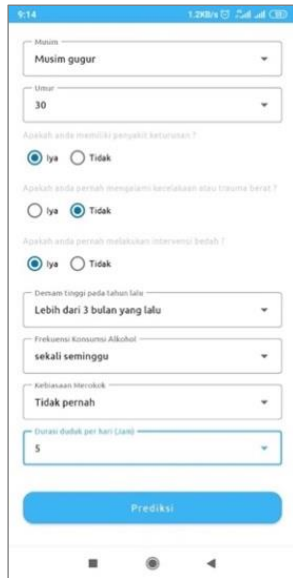 9:14 1.2KB/s
Musim
Musim gugur
Umur
30
Apakah anda memiliki penyakit keturunan ?
Iya Tidak
Apakah anda pernah mengalami kecelakaan atau trauma berat ?
Iya Tidak
Apakah anda pernah melakukan intervensi bedah ?
Iya Tidak
Demam tinggi pada tahun lalu
Lebih dari 3 bulan yang lalu
Frekuensi Konsumsi Alkohol
sekali seminggu
Kebiasaan Merokok
Tidak pernah
Durasi duduk per hari (Jam)
5
Prediksi